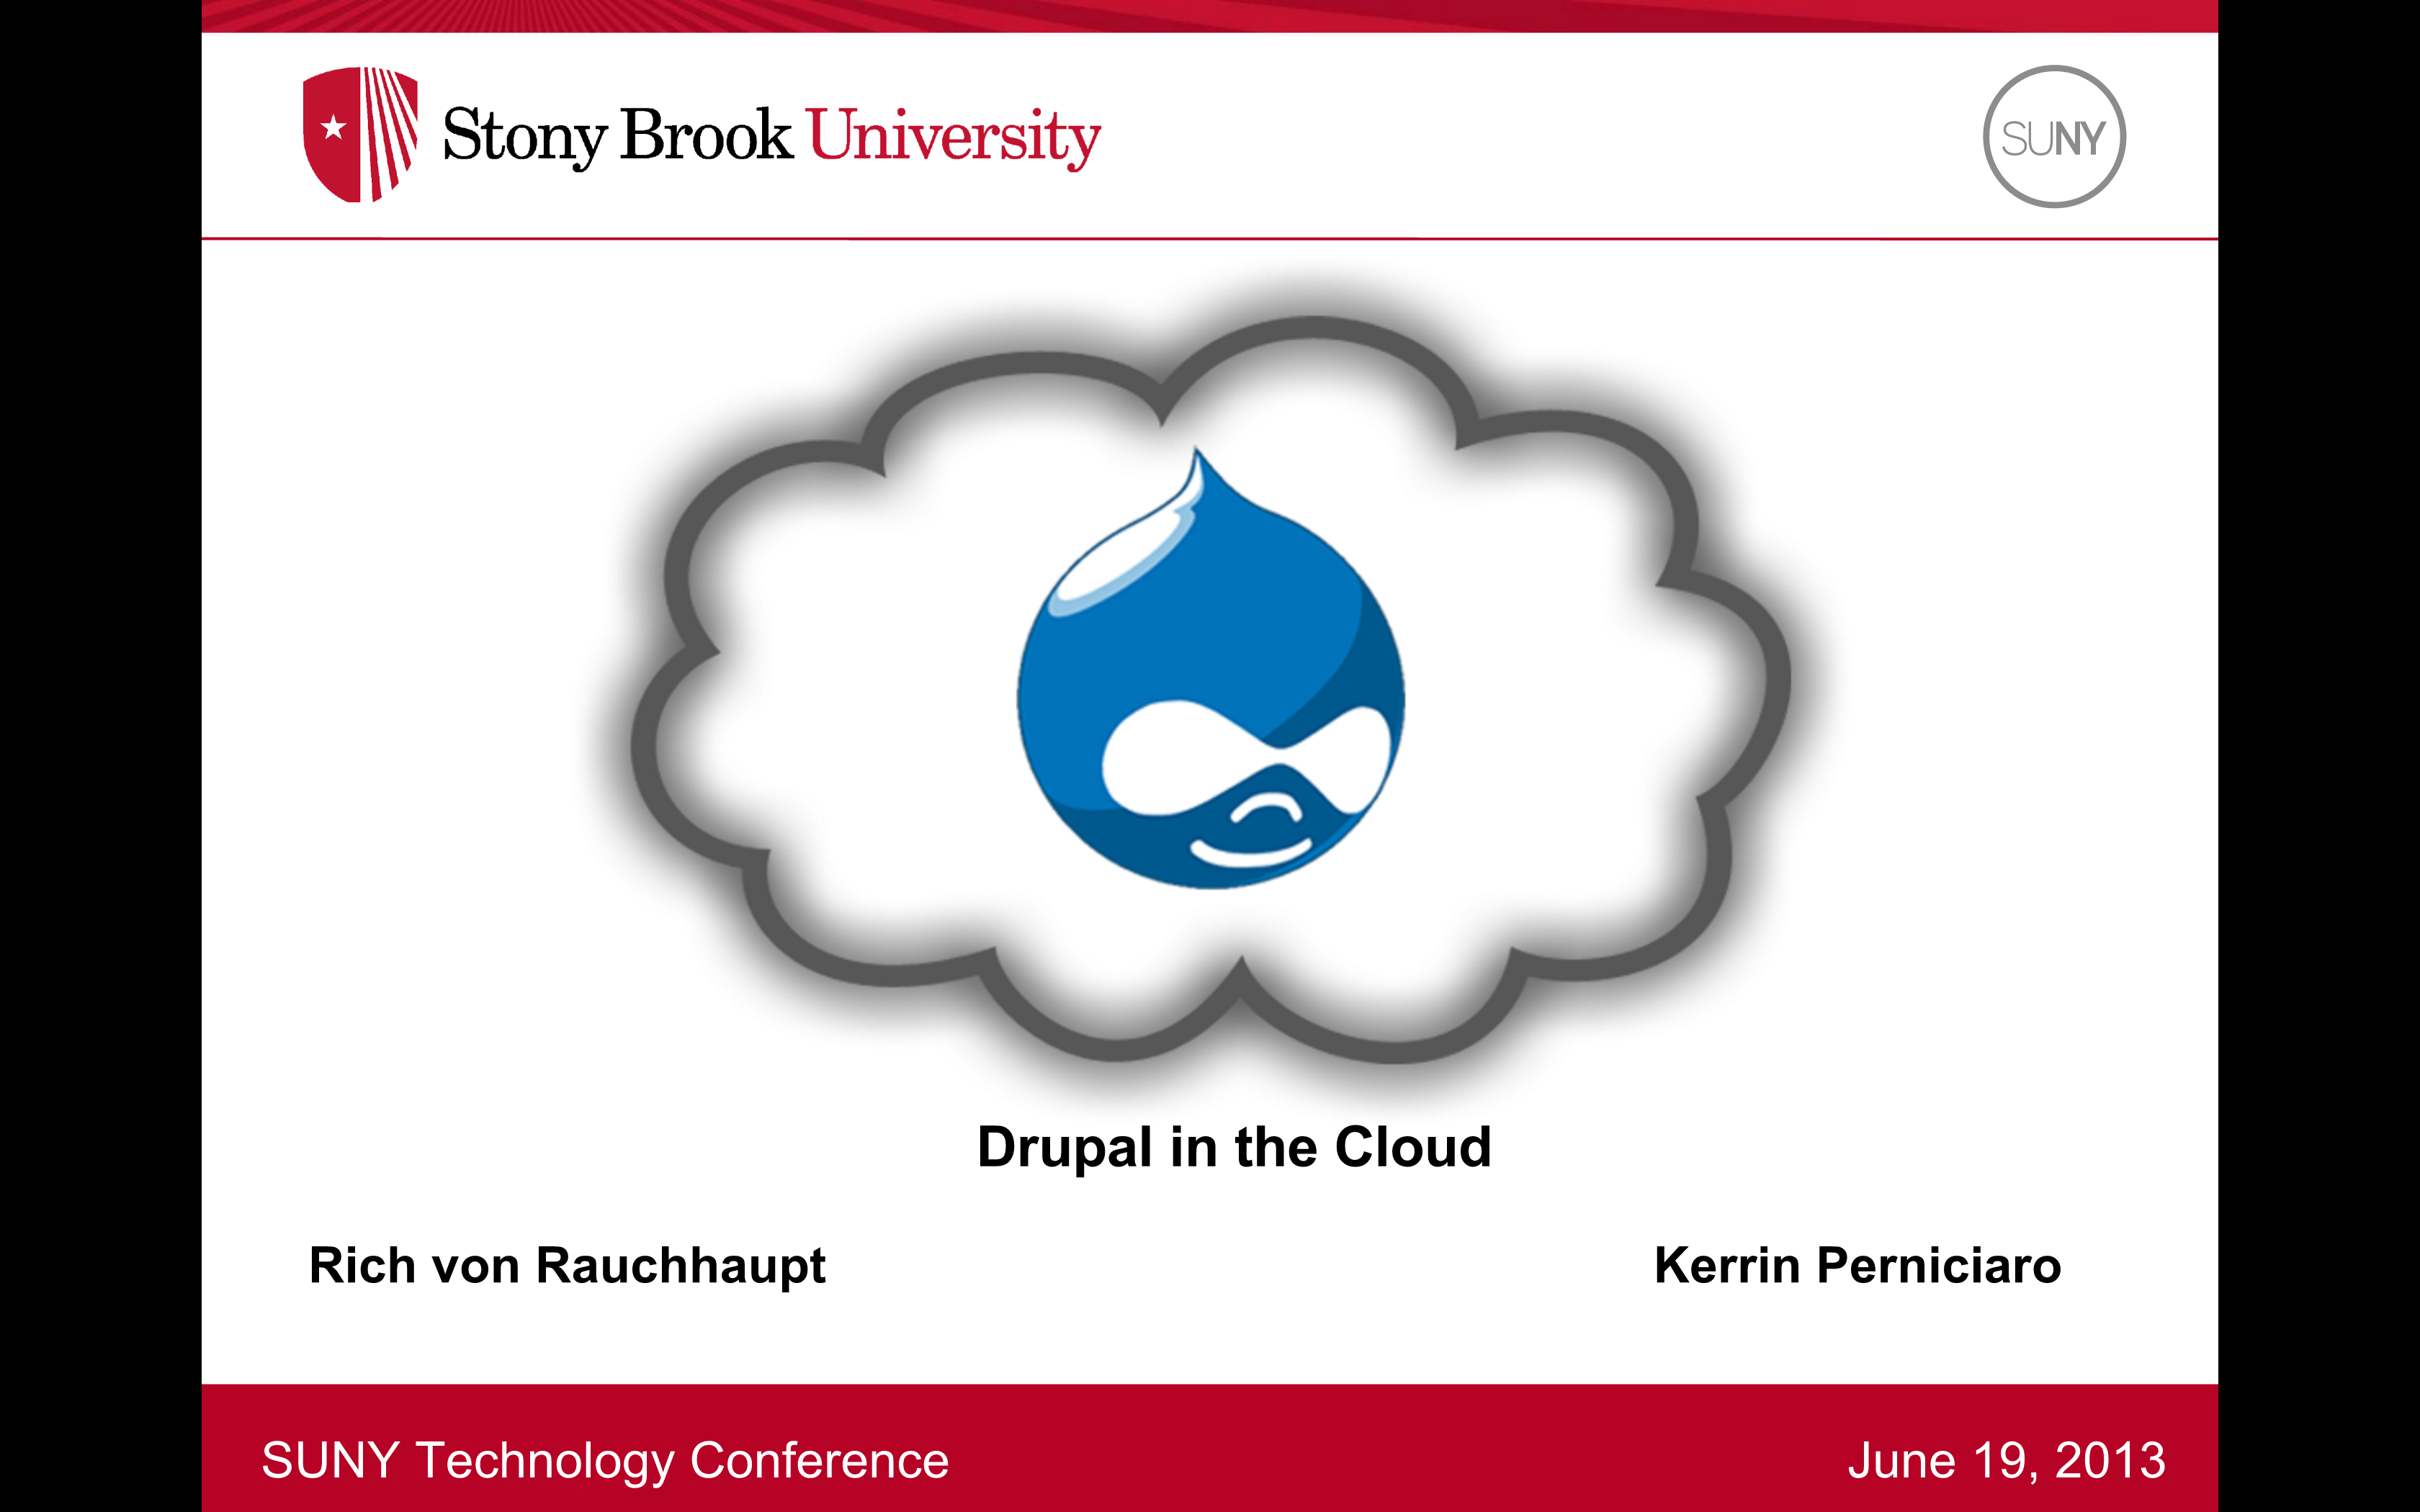 Stony Brook University
SUNY
Drupal in the Cloud
Rich von Rauchhaupt
Kerrin Perniciaro
SUNY Technology Conference
June 19, 2013